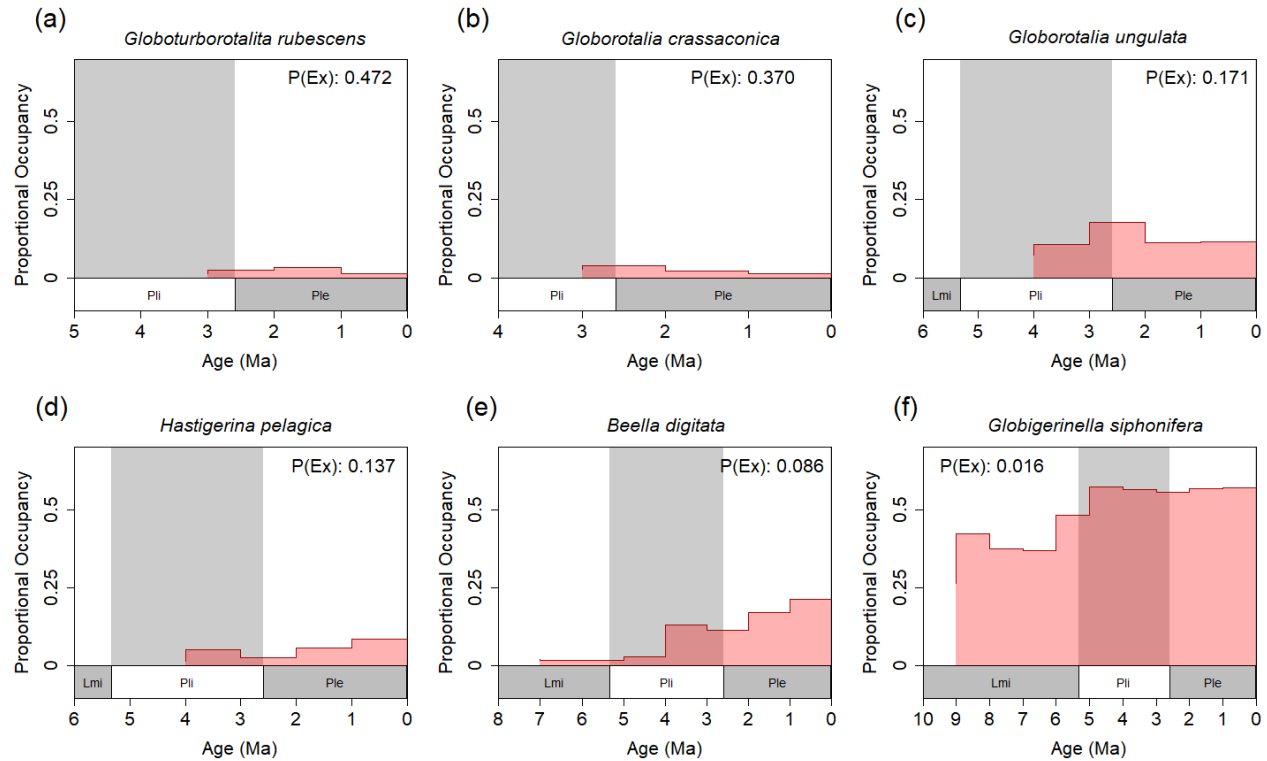 (a)
Globoturborotalita rubescens
P(Ex): 0.472
Proportional Occupancy
0.5
0.25
0
Pli Ple
5 4 3 2 1 0
Age (Ma)
(b)
Globorotalia crassaconica
P(Ex): 0.370
Proportional Occupancy
0.5
0.25
0
Pli Ple
4 3 2 1 0
Age (Ma)
(c)
Globorotalia ungulata
P(Ex): 0.171
Proportional Occupancy
0.5
0.25
0
Lmi Pli Ple
6 5 4 3 2 1 0
Age (Ma)
(d)
Hastigerina pelagica
P(Ex): 0.137
Proportional Occupancy
0.5
0.25
0
Lmi Pli Ple
6 5 4 3 2 1 0
Age (Ma)
(e)
Beella digitata
P(Ex): 0.086
Proportional Occupancy
0.5
0.25
0
Lmi Pli Ple
8 7 6 5 4 3 2 1 0
Age (Ma)
(f)
Globigerinella siphonifera
P(Ex): 0.016
Proportional Occupancy
0.5
0.25
0
Lmi Pli Ple
10 9 8 7 6 5 4 3 2 1 0
Age (Ma)